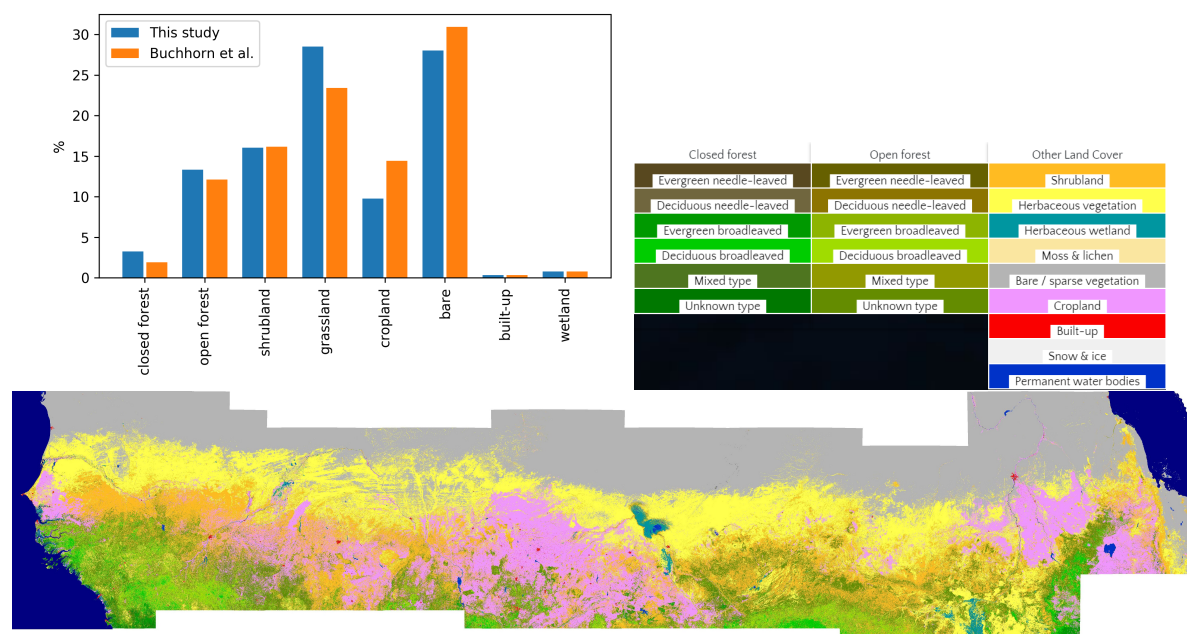 This study
Buchhorn et al.
%
30
25
20
15
10
5
0
closed forest
open forest
shrubland
grassland
cropland
bare
built-up
wetland
Closed forest Open forest Other Land Cover
Evergreen needle-leaved Evergreen needle-leaved Shrubland
Deciduous needle-leaved Deciduous needle-leaved Herbaceous vegetation
Evergreen broadleaved Evergreen broadleaved Herbaceous wetland
Deciduous broadleaved Deciduous broadleaved Moss & lichen
Mixed type Mixed type Bare / sparse vegetation
Unknown type Unknown type Cropland
Built-up
Snow & ice
Permanent water bodies